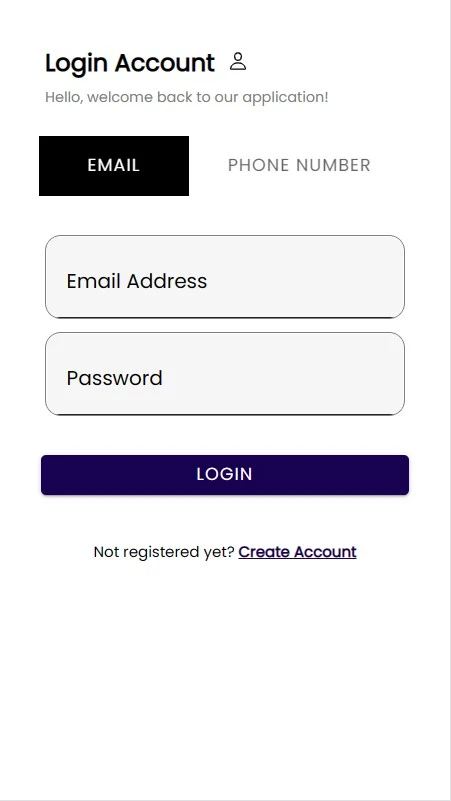 Login Account
Hello, welcome back to our application!
EMAIL PHONE NUMBER
Email Address
Password
LOGIN
Not registered yet? Create Account